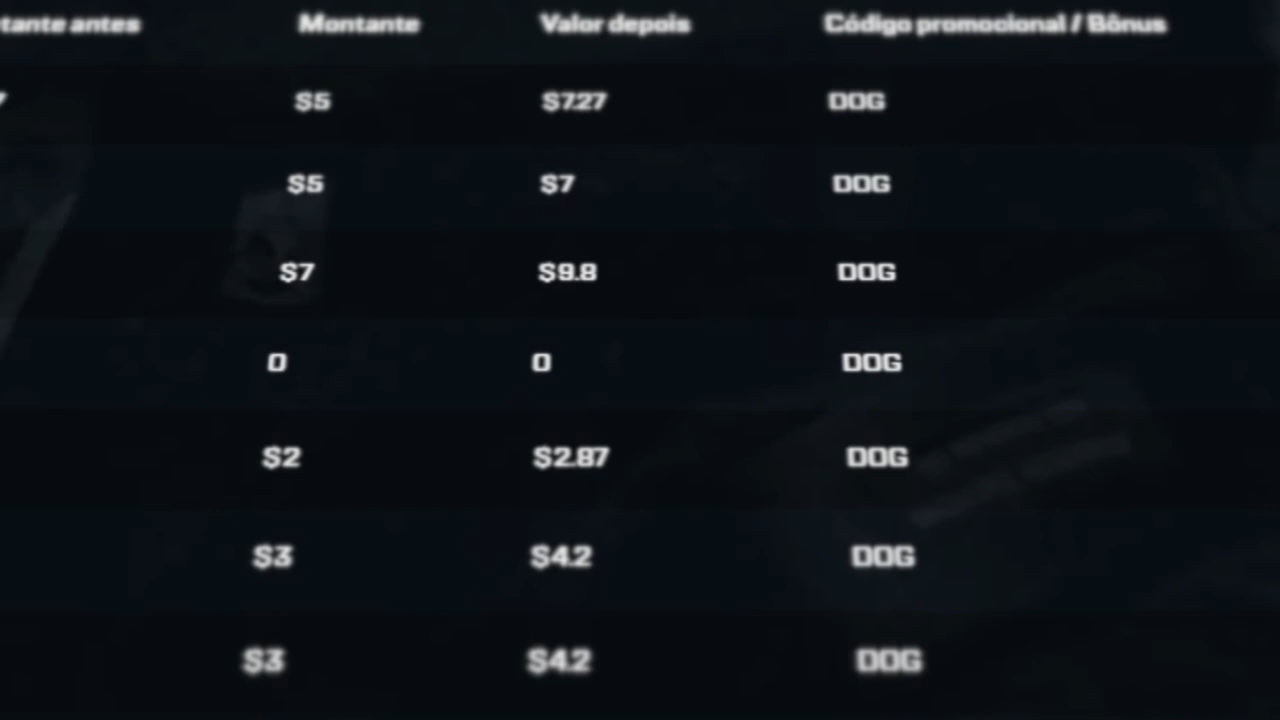 tante antes Montante Valor depois Código promocional / Bônus
7 $5 $7.27 DOG
$5 $7 DOG
$7 $9.8 DOG
0 0 DOG
$2 $2.87 DOG
$3 $4.2 DOG
$3 $4.2 DOG